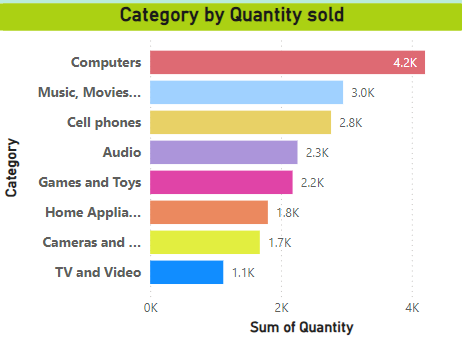 Category by Quantity sold
Category
Computers 4.2K
Music, Movies... 3.0K
Cell phones 2.8K
Audio 2.3K
Games and Toys 2.2K
Home Applia... 1.8K
Cameras and ... 1.7K
TV and Video 1.1K
0K 2K 4K
Sum of Quantity